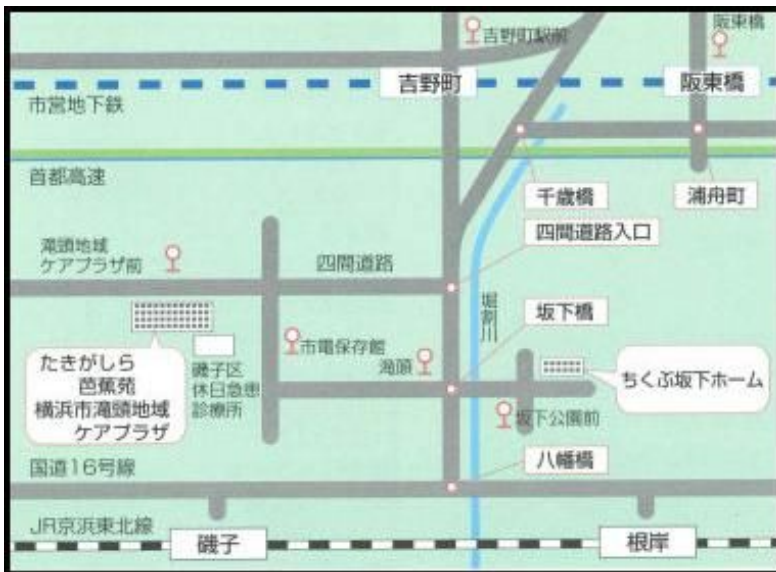 吉野町駅前
阪東橋
吉野町
阪東橋
市営地下鉄
首都高速
千歳橋
浦舟町
四間道路入口
滝頭地域
ケアプラザ前
四間道路
堀割川
坂下橋
市電保存館
滝頭
たきがしら
芭蕉苑
横浜市滝頭地域
ケアプラザ
磯子区
休日急患
診療所
ちくぶ坂下ホーム
坂下公園前
国道16号線
八幡橋
JR京浜東北線
磯子
根岸